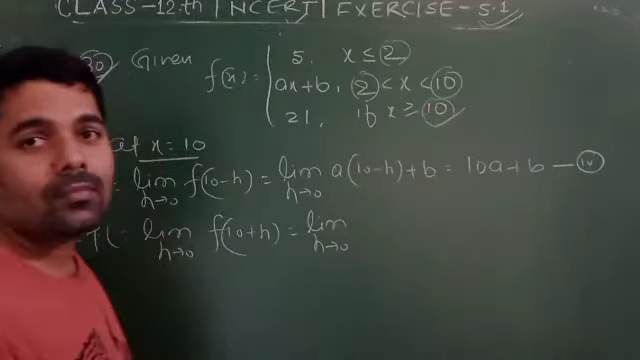 CLASS-12th | NCERT | EXERCISE-5.1
30 Given f(x) = { 5, x ≤ 2
ax+b, 2 < x < 10
21, if x ≥ 10
at x = 10
= lim h→0 f(10-h) = lim h→0 a(10-h)+b = 10a+b —
= lim h→0 f(10+h) = lim h→0